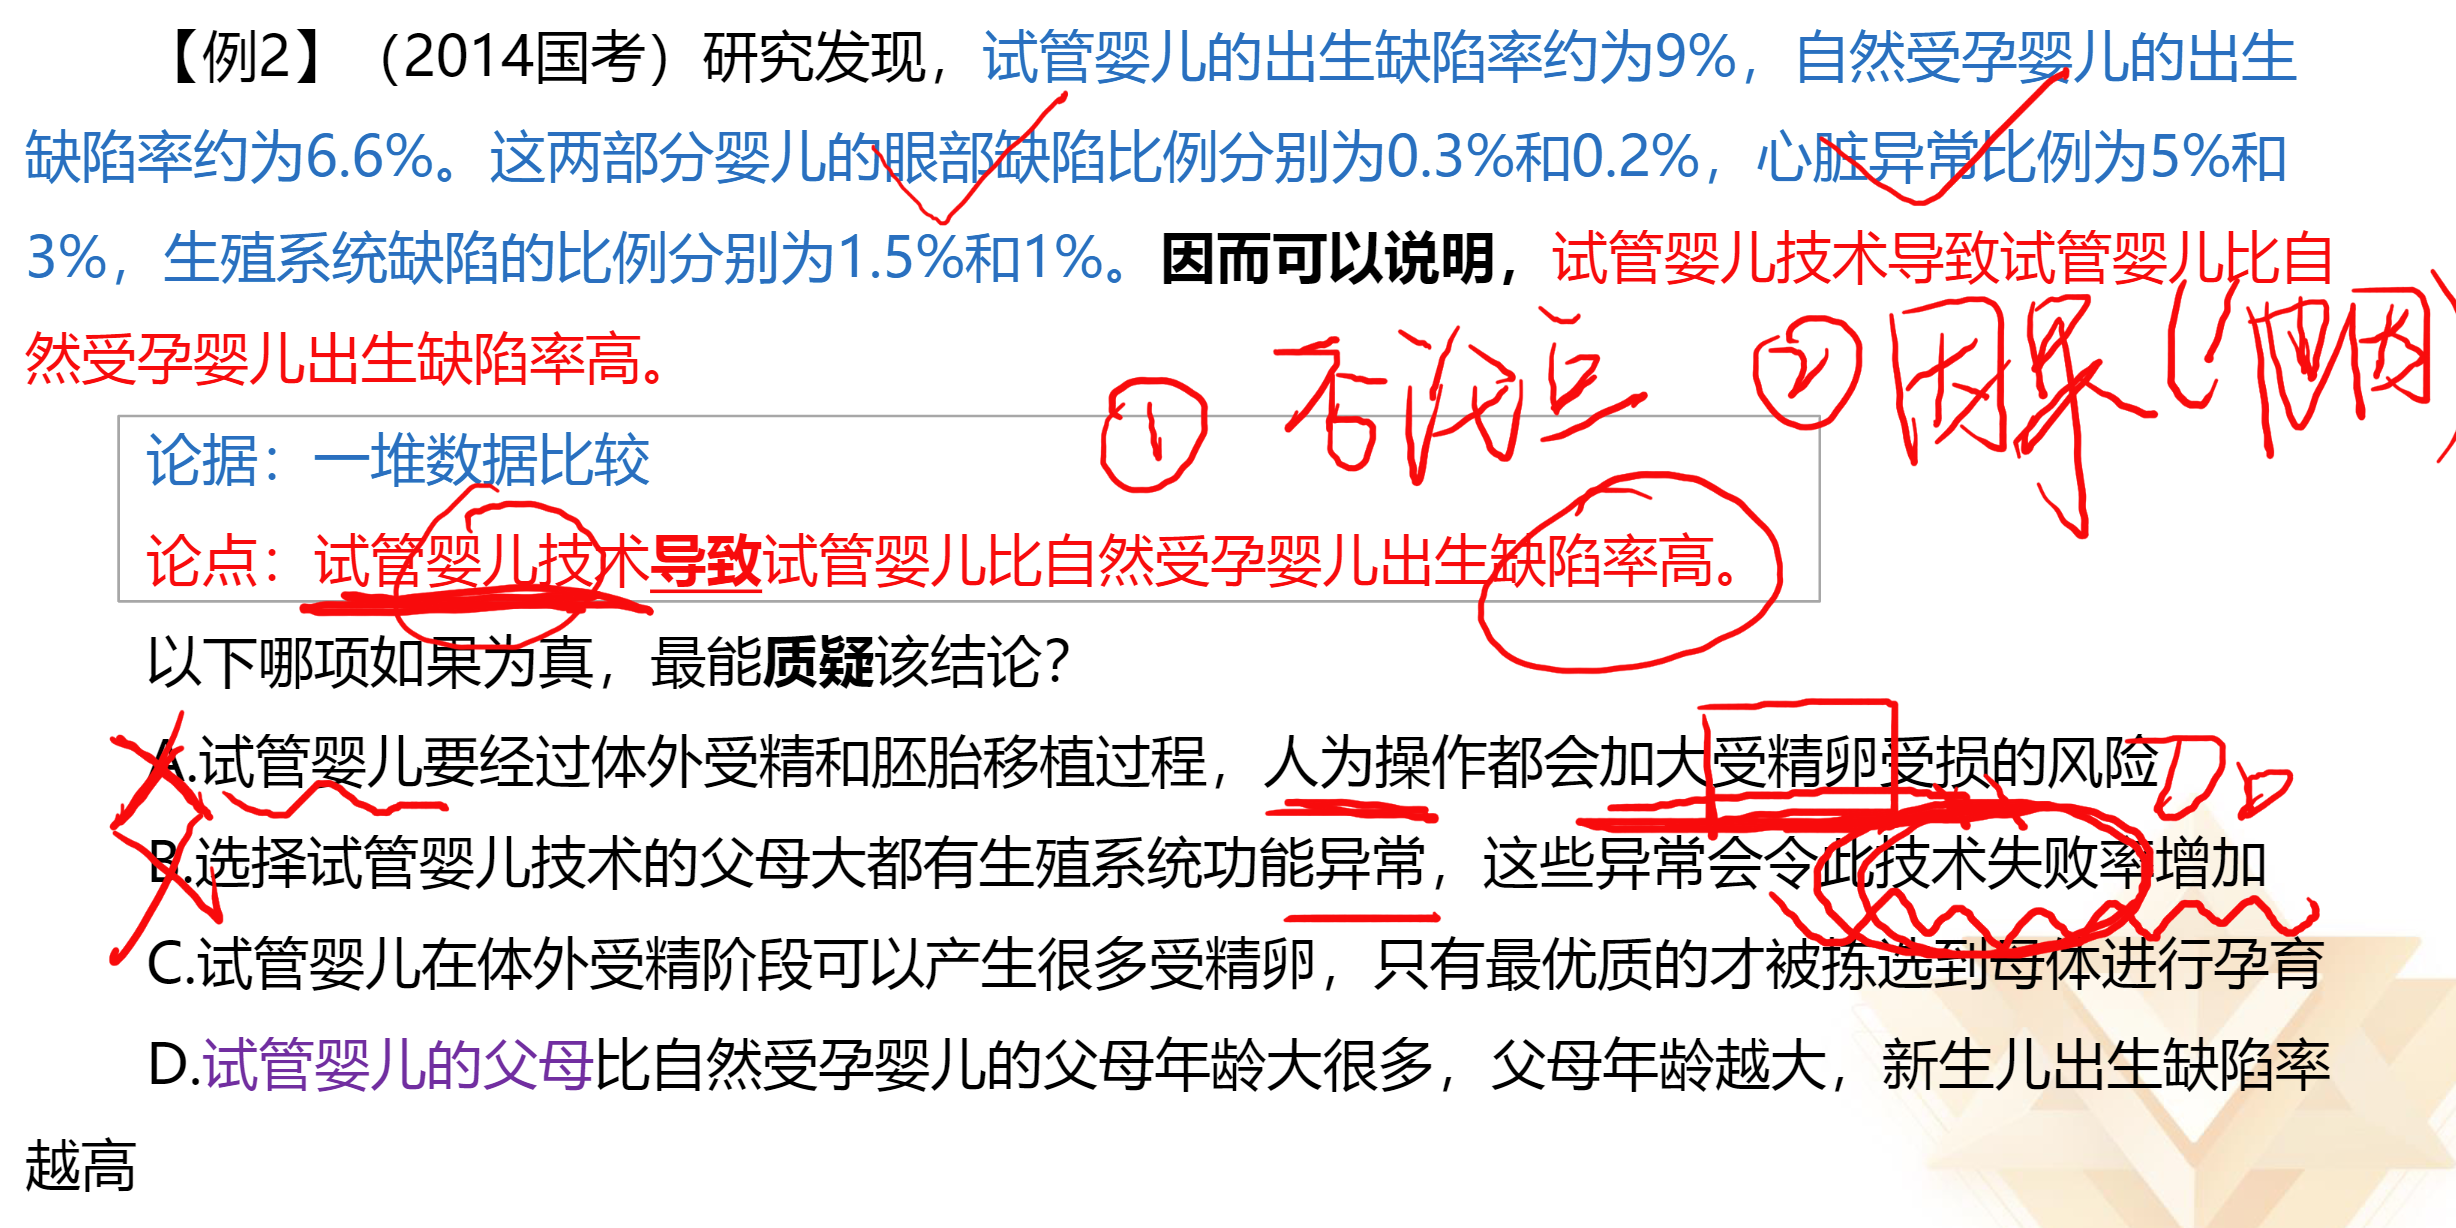 【例2】（2014国考）研究发现，试管婴儿的出生缺陷率约为9%，自然受孕婴儿的出生
缺陷率约为6.6%。这两部分婴儿的眼部缺陷比例分别为0.3%和0.2%，心脏异常比例为5%和
3%，生殖系统缺陷的比例分别为1.5%和1%。因而可以说明，试管婴儿技术导致试管婴儿比自
然受孕婴儿出生缺陷率高。
① 否论点 ② 因果（他因）
论据：一堆数据比较
论点：试管婴儿技术导致试管婴儿比自然受孕婴儿出生缺陷率高。
以下哪项如果为真，最能质疑该结论？
A.试管婴儿要经过体外受精和胚胎移植过程，人为操作都会加大受精卵受损的风险
B.选择试管婴儿技术的父母大都有生殖系统功能异常，这些异常会令此技术失败率增加
C.试管婴儿在体外受精阶段可以产生很多受精卵，只有最优质的才被拣选到母体进行孕育
D.试管婴儿的父母比自然受孕婴儿的父母年龄大很多，父母年龄越大，新生儿出生缺陷率
越高